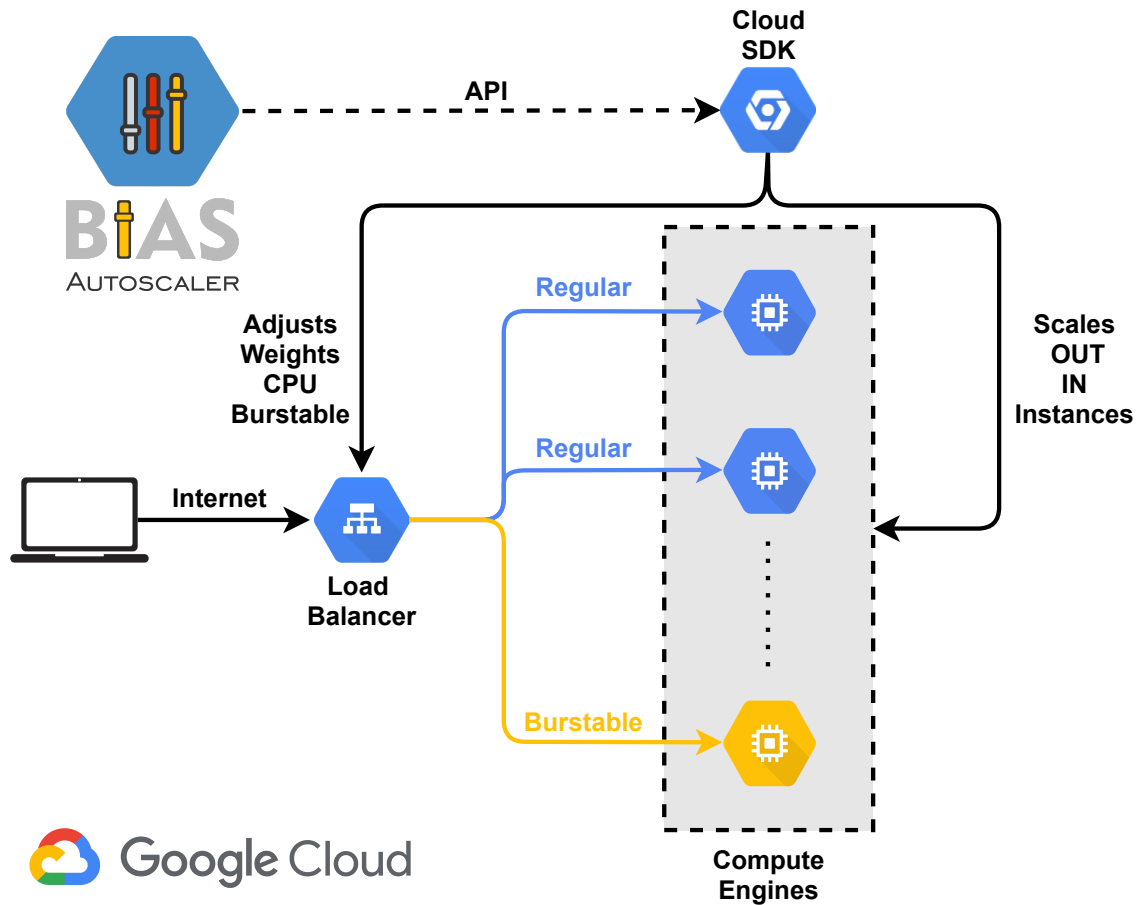 Cloud
SDK
API
BIAS
AUTOSCALER
Regular
Adjusts
Weights
CPU
Burstable
Scales
OUT
IN
Instances
Regular
Internet
Load
Balancer
Burstable
Google Cloud
Compute
Engines